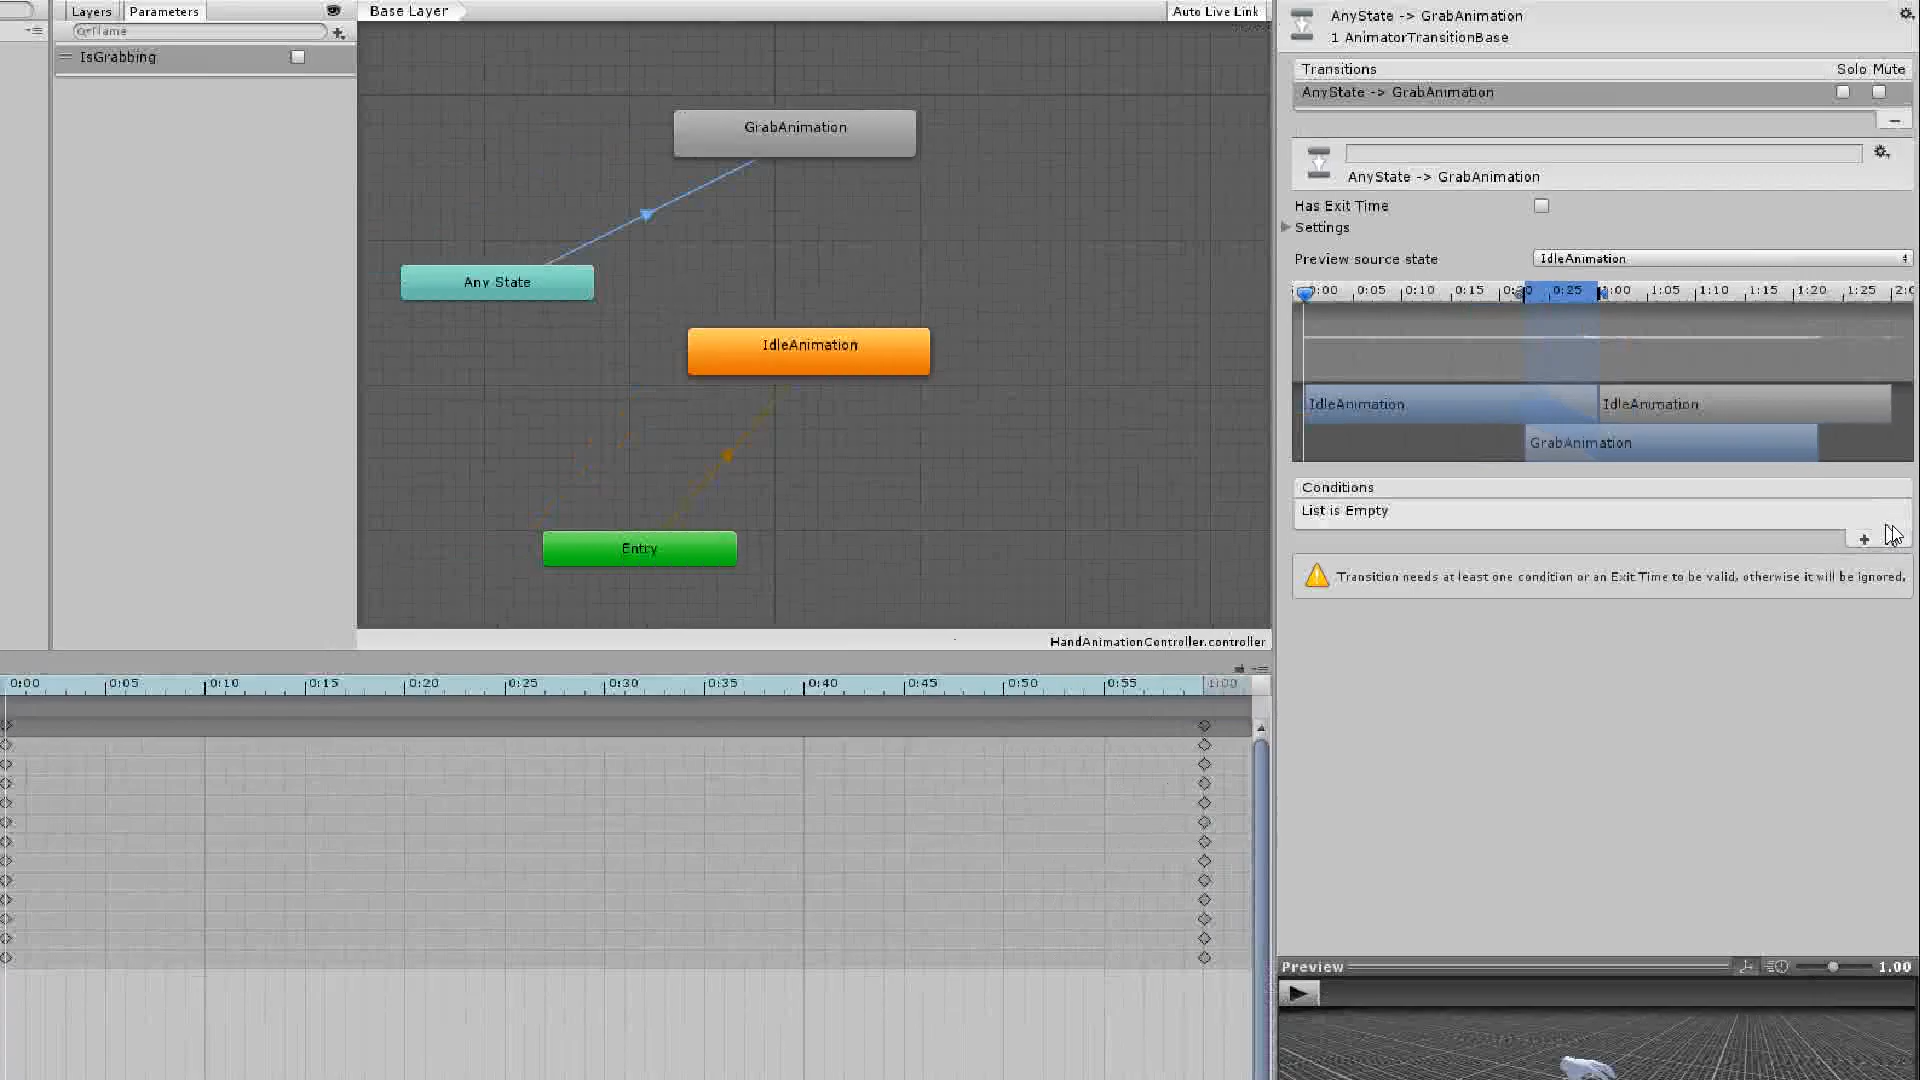 Layers Parameters
Name
IsGrabbing
Base Layer
Auto Live Link
GrabAnimation
Any State
IdleAnimation
Entry
HandAnimationController.controller
0:00 0:05 0:10 0:15 0:20 0:25 0:30 0:35 0:40 0:45 0:50 0:55 1:00
AnyState -> GrabAnimation
1 AnimatorTransitionBase
Transitions Solo Mute
AnyState -> GrabAnimation
AnyState -> GrabAnimation
Has Exit Time
Settings
Preview source state IdleAnimation
0:05 0:10 0:15 0:25 1:05 1:10 1:15 1:20 1:25
IdleAnimation IdleAnimation
GrabAnimation
Conditions
List is Empty
Transition needs at least one condition or an Exit Time to be valid, otherwise it will be ignored.
Preview 1.00